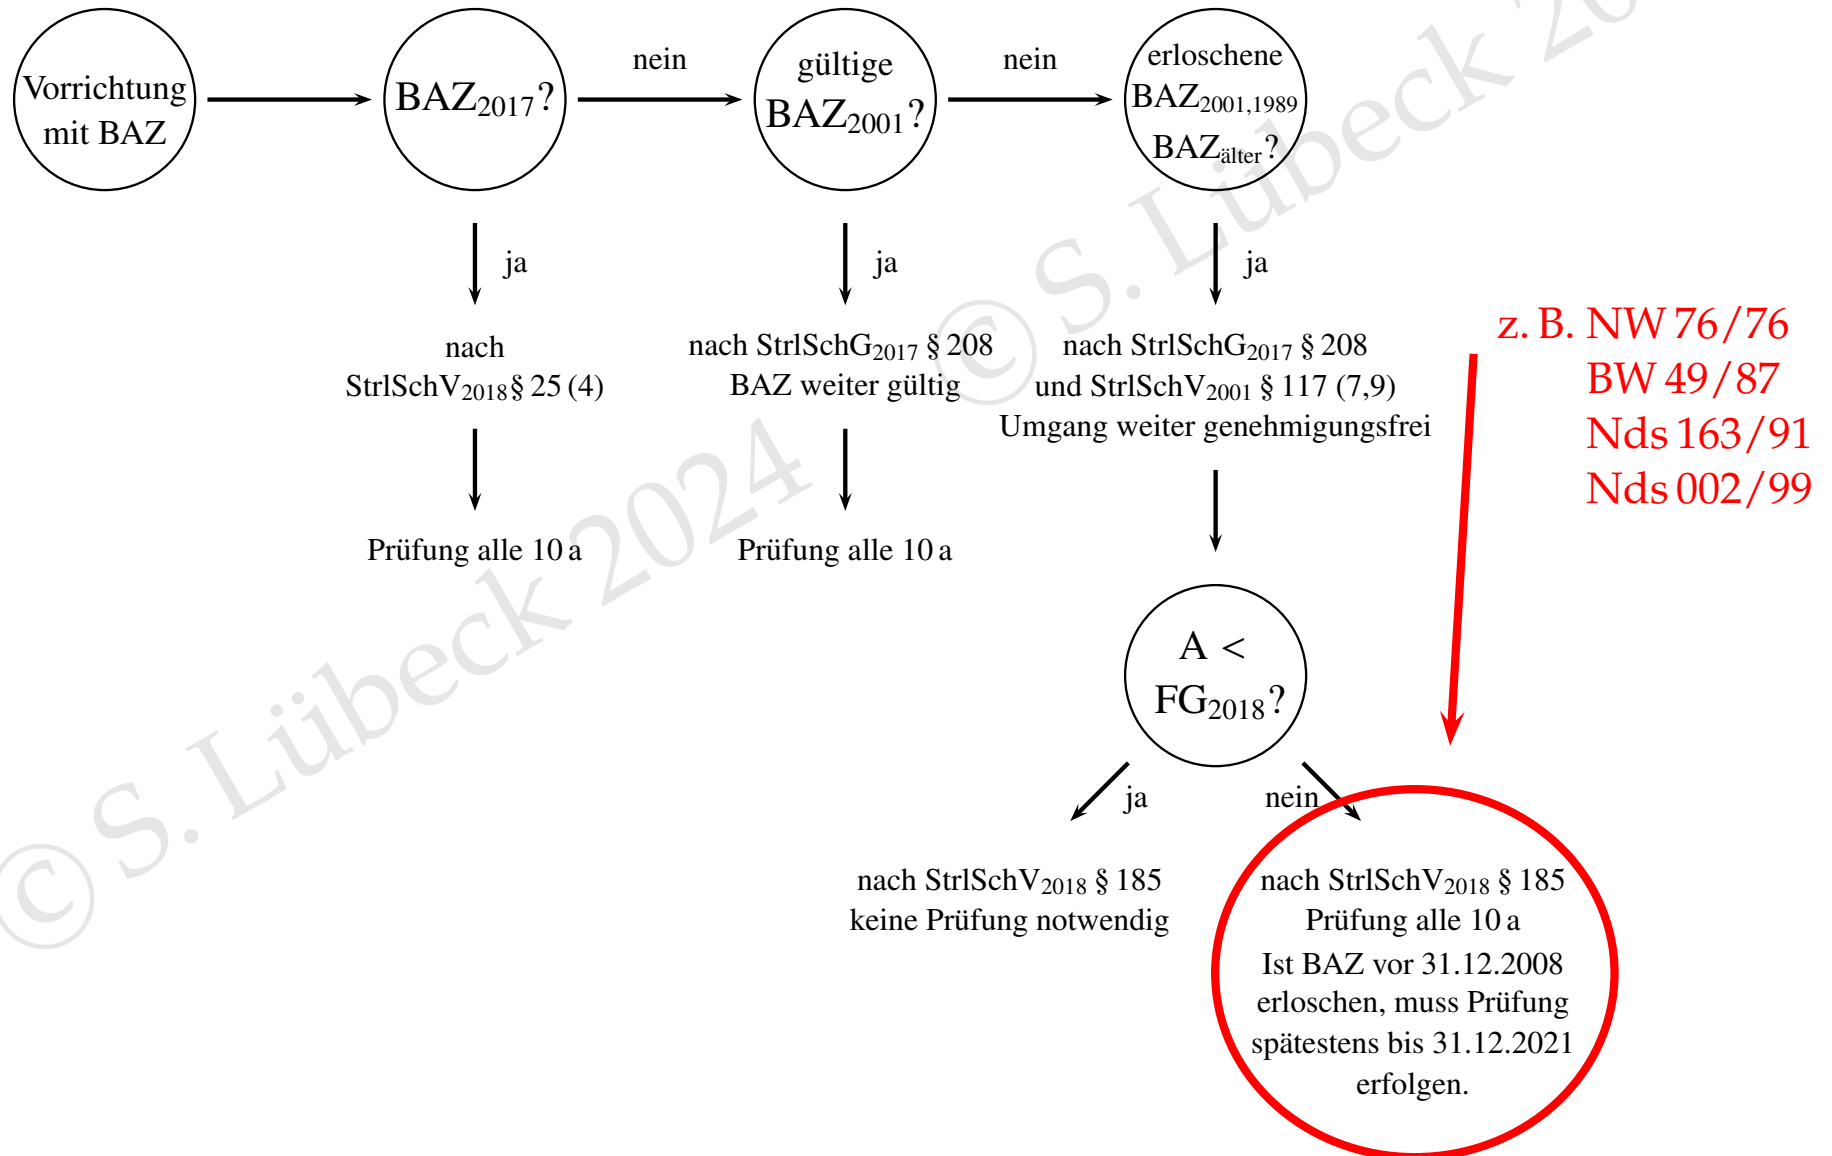 Vorrichtung
mit BAZ
BAZ2017?
nein
gültige
BAZ2001?
nein
erloschene
BAZ2001,1989
BAZälter?
ja
ja
ja
nach
StrlSchV2018 § 25 (4)
nach StrlSchG2017 § 208
BAZ weiter gültig
nach StrlSchG2017 § 208
und StrlSchV2001 § 117 (7,9)
Umgang weiter genehmigungsfrei
z. B. NW 76/76
BW 49/87
Nds 163/91
Nds 002/99
Prüfung alle 10 a
Prüfung alle 10 a
A <
FG2018?
ja
nein
nach StrlSchV2018 § 185
keine Prüfung notwendig
nach StrlSchV2018 § 185
Prüfung alle 10 a
Ist BAZ vor 31.12.2008
erloschen, muss Prüfung
spätestens bis 31.12.2021
erfolgen.
© S. Lübeck 2024
© S. Lübeck 20